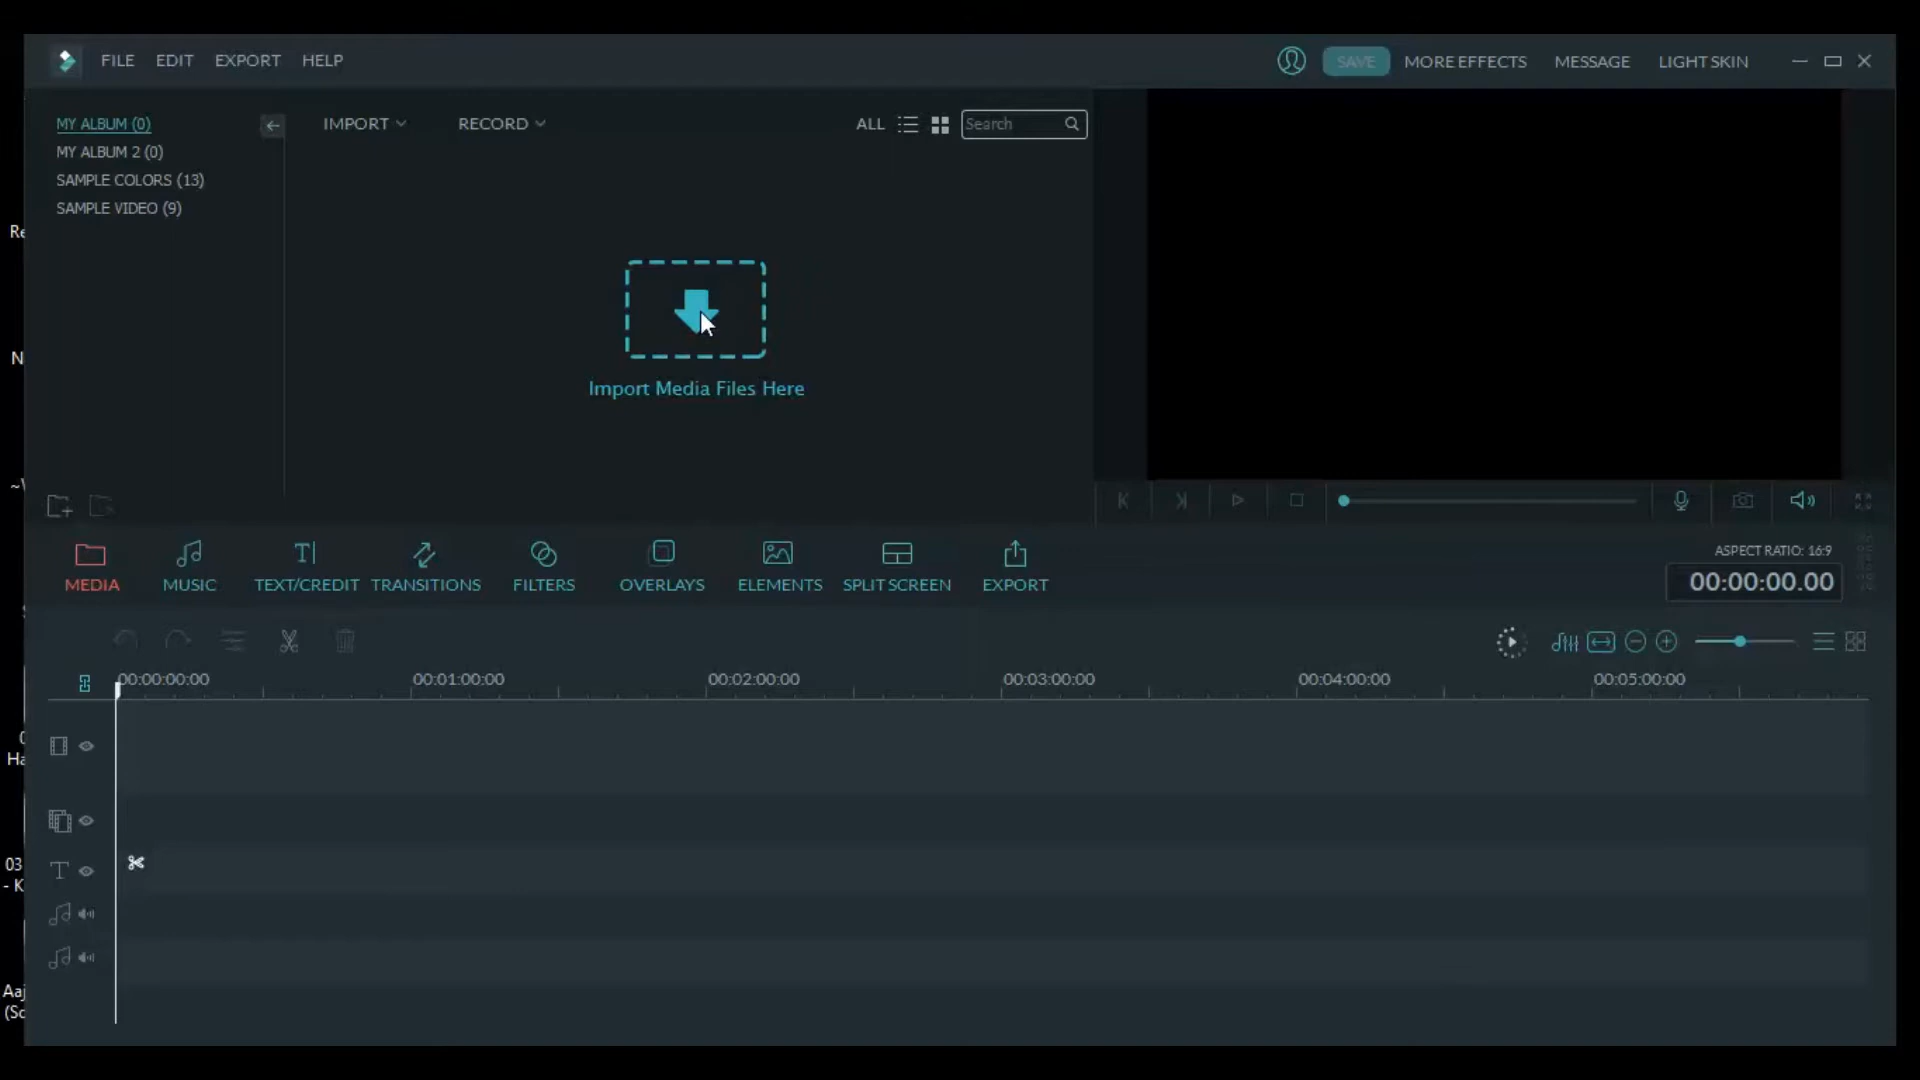 FILE EDIT EXPORT HELP
SAVE MORE EFFECTS MESSAGE LIGHT SKIN
MY ALBUM (0)
MY ALBUM 2 (0)
SAMPLE COLORS (13)
SAMPLE VIDEO (9)
IMPORT RECORD ALL Search
Import Media Files Here
MEDIA MUSIC TEXT/CREDIT TRANSITIONS FILTERS OVERLAYS ELEMENTS SPLIT SCREEN EXPORT
ASPECT RATIO: 16:9
00:00:00.00
00:00:00:00 00:01:00:00 00:02:00:00 00:03:00:00 00:04:00:00 00:05:00:00
Re
N
Ha
03
- K
Aaj
(So